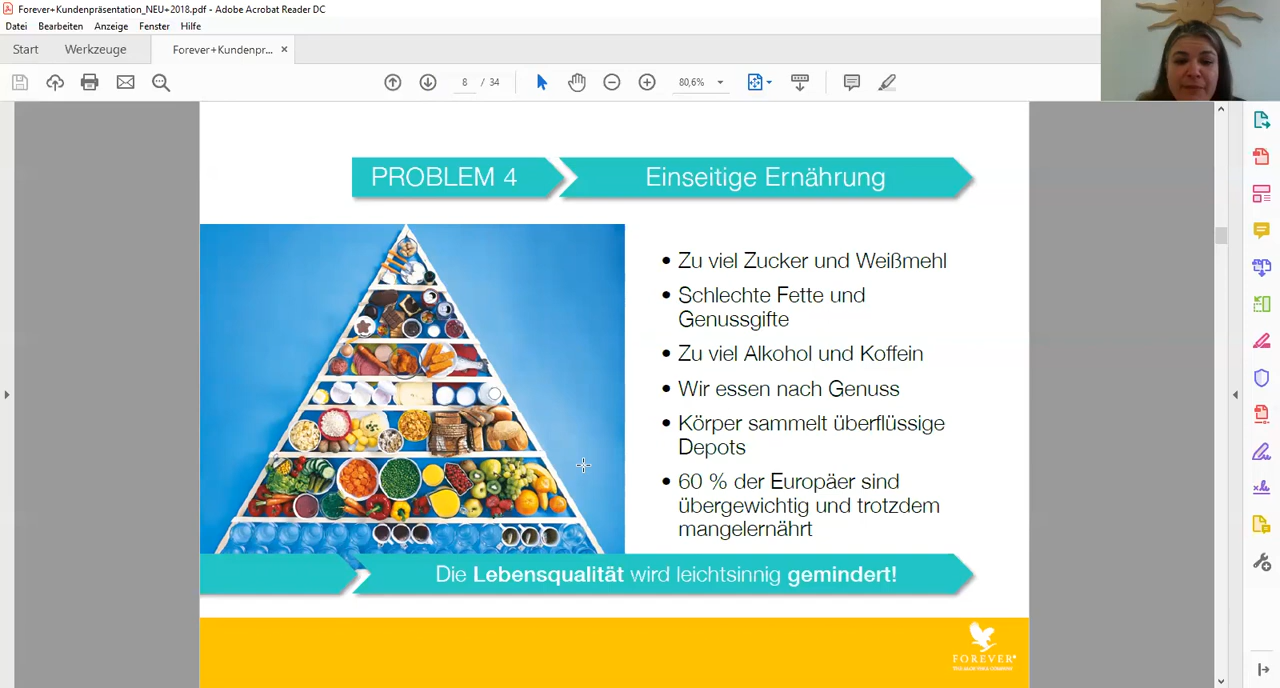 Forever+Kundenpräsentation_NEU+2018.pdf - Adobe Acrobat Reader DC
Datei Bearbeiten Anzeige Fenster Hilfe
Start Werkzeuge Forever+Kundenpr... ×
8 / 34 80,6%
PROBLEM 4 Einseitige Ernährung
• Zu viel Zucker und Weißmehl
• Schlechte Fette und
Genussgifte
• Zu viel Alkohol und Koffein
• Wir essen nach Genuss
• Körper sammelt überflüssige
Depots
• 60 % der Europäer sind
übergewichtig und trotzdem
mangelernährt
Die Lebensqualität wird leichtsinnig gemindert!
FOREVER